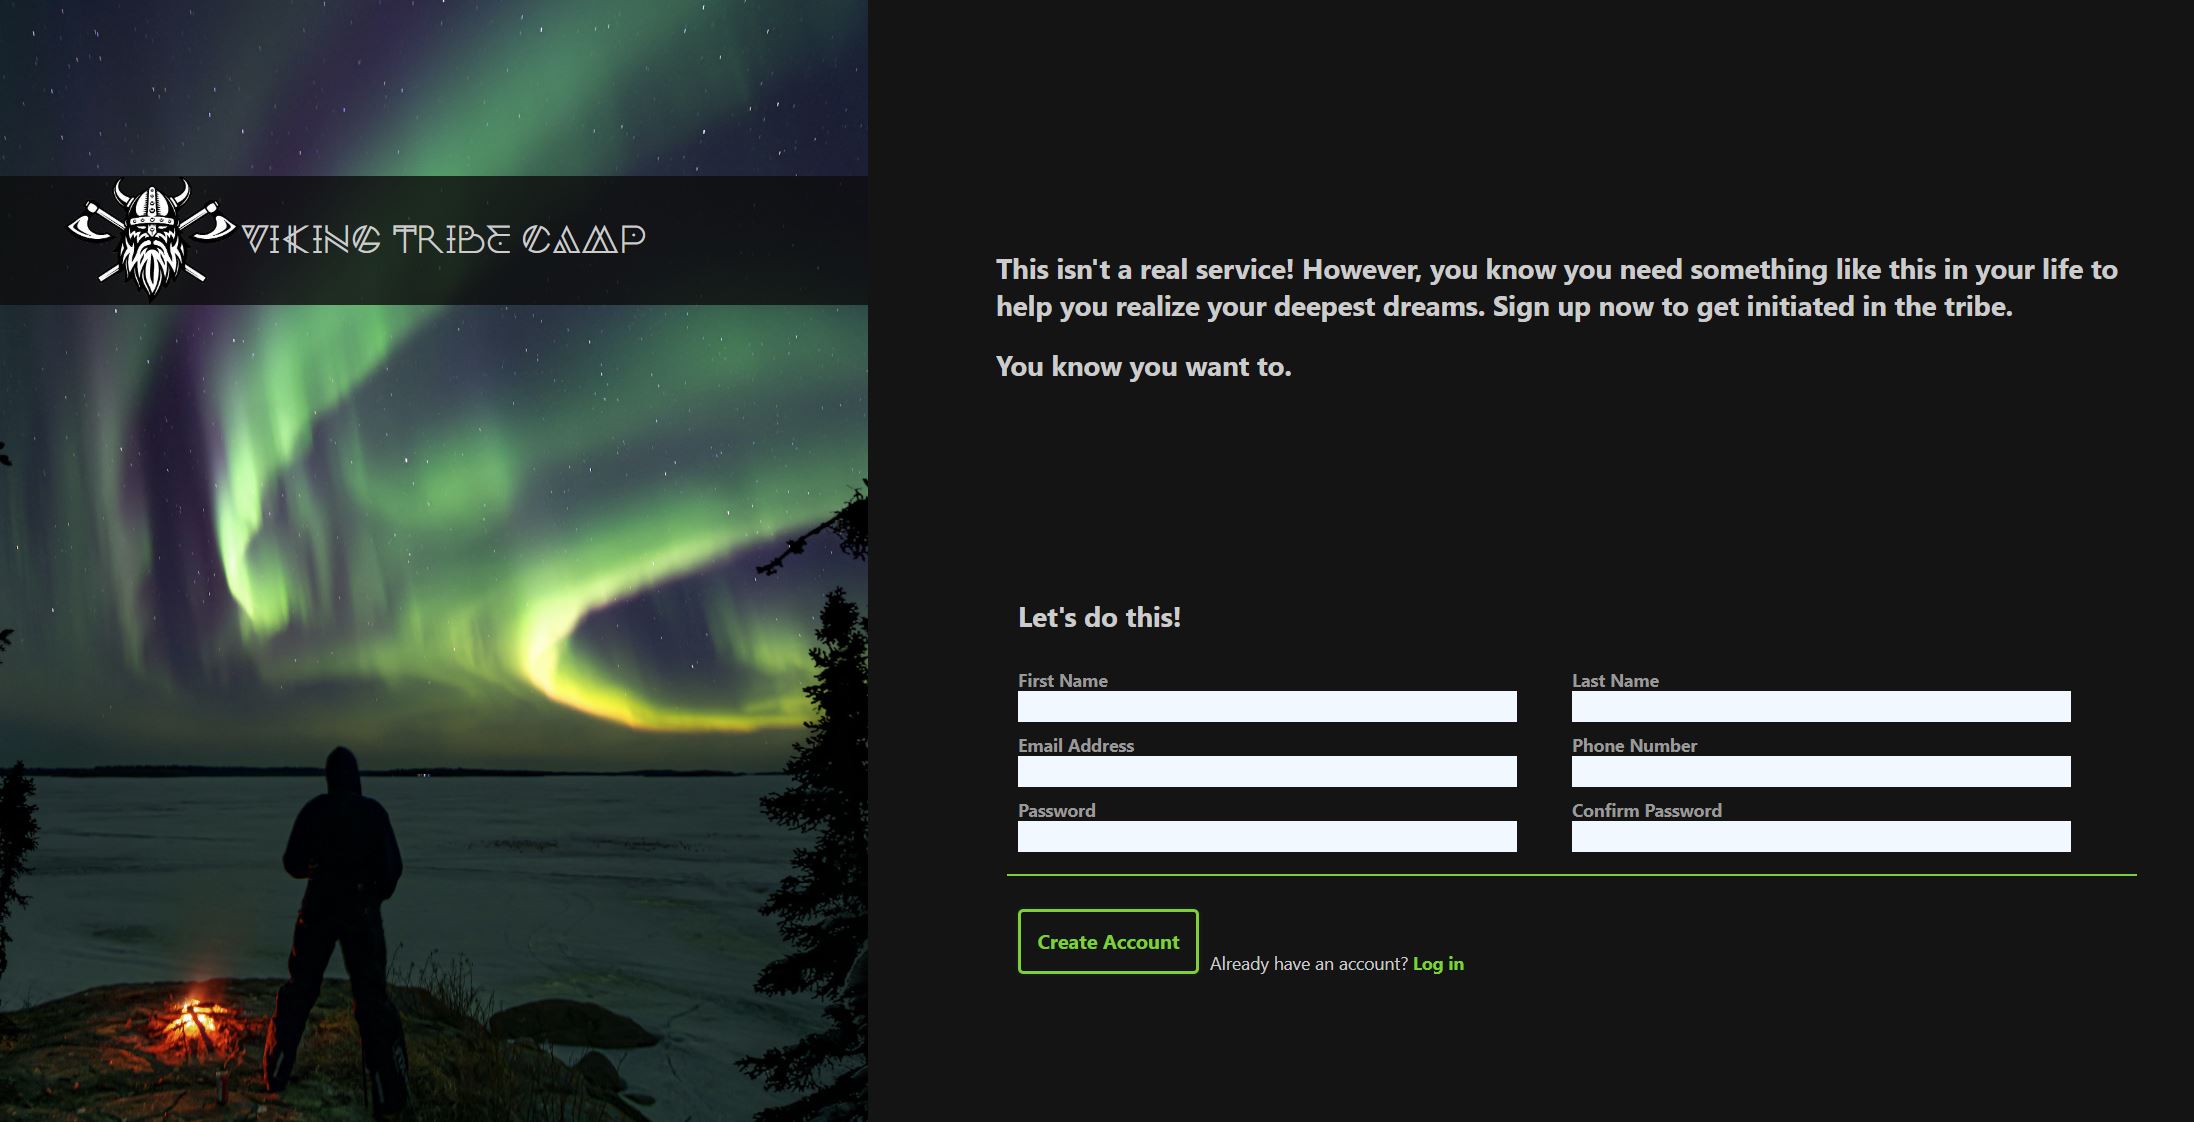 VIKING TRIBE CAMP
This isn't a real service! However, you know you need something like this in your life to
help you realize your deepest dreams. Sign up now to get initiated in the tribe.
You know you want to.
Let's do this!
First Name
Last Name
Email Address
Phone Number
Password
Confirm Password
Create Account
Already have an account? Log in